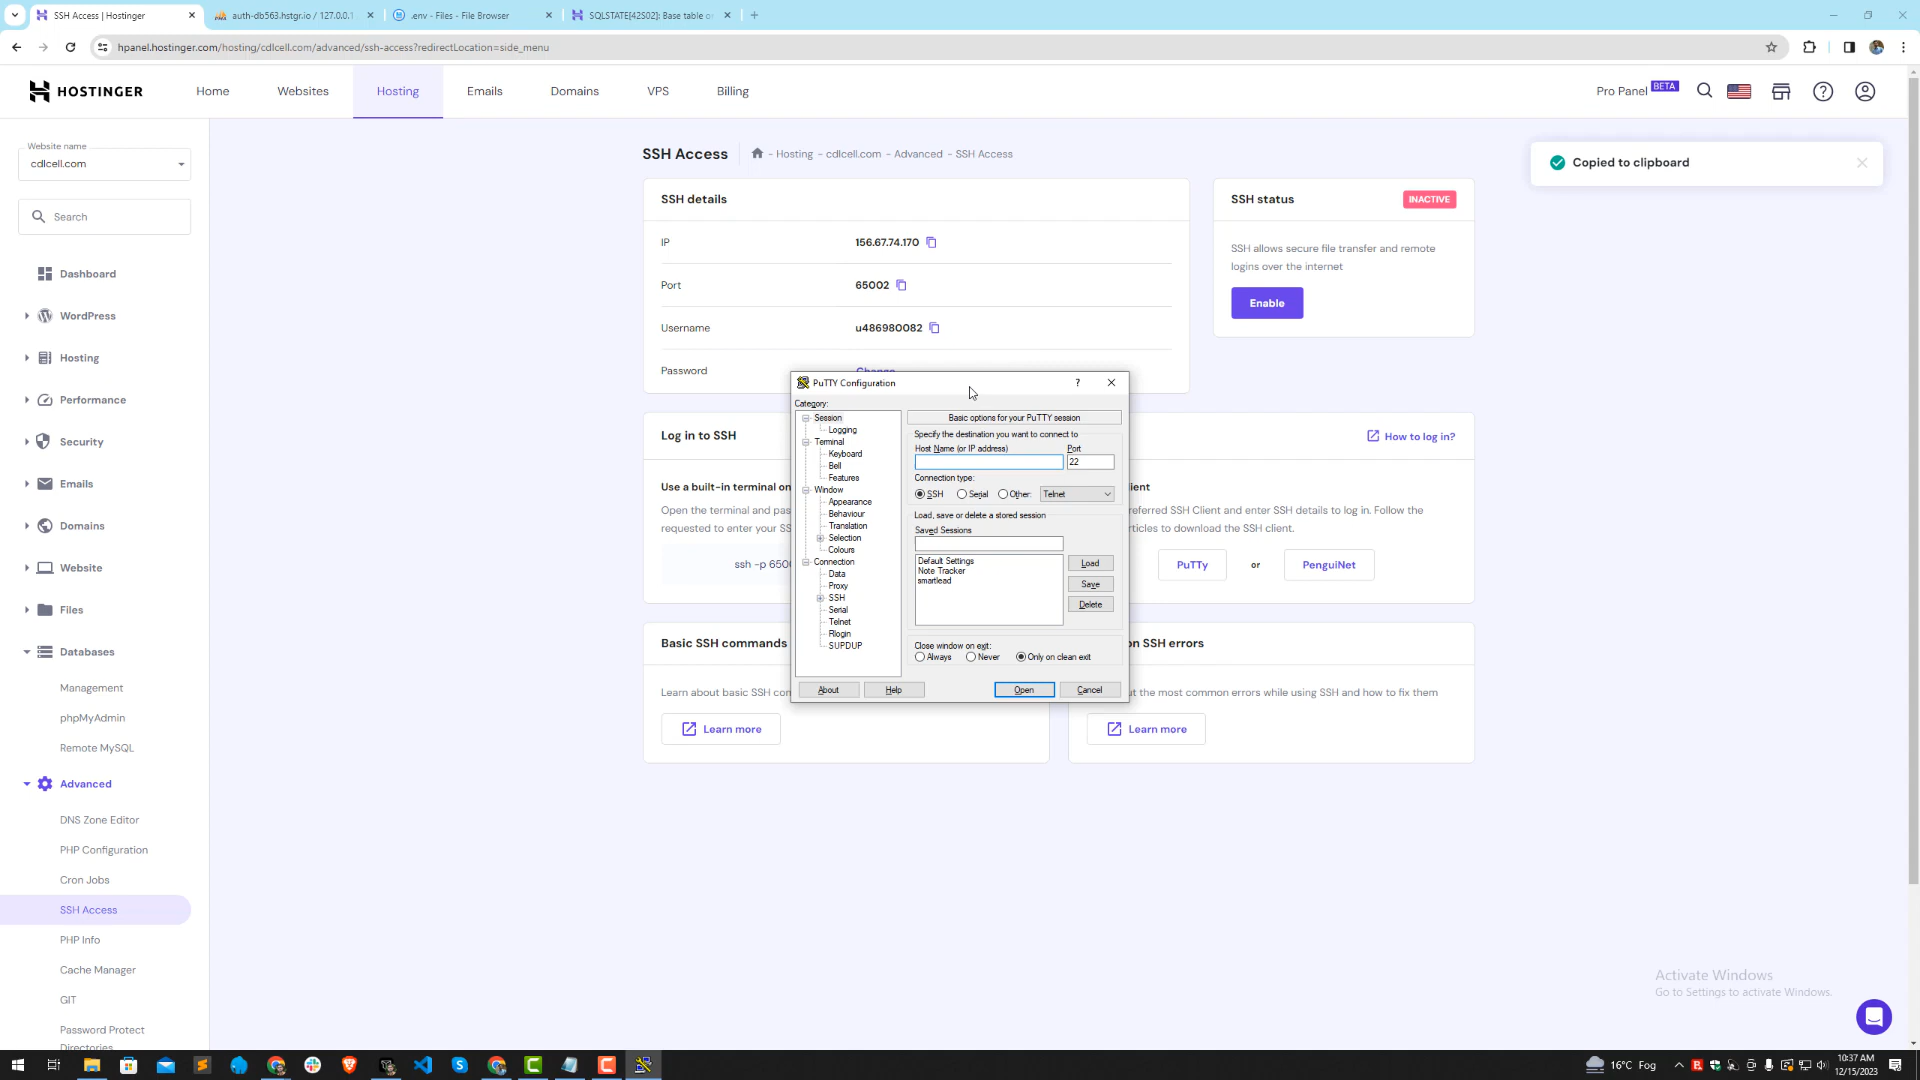 SSH Access | Hostinger
auth-db563.hstgr.io / 127.0.0.1
.env - Files - File Browser
SQLSTATE[42S02]: Base table o
hpanel.hostinger.com/hosting/cdlcell.com/advanced/ssh-access?redirectLocation=side_menu
HOSTINGER
Home
Websites
Hosting
Emails
Domains
VPS
Billing
Pro Panel BETA
Website name
cdlcell.com
Search
Dashboard
WordPress
Hosting
Performance
Security
Emails
Domains
Website
Files
Databases
Management
phpMyAdmin
Remote MySQL
Advanced
DNS Zone Editor
PHP Configuration
Cron Jobs
SSH Access
PHP Info
Cache Manager
GIT
Password Protect
Directories
SSH Access
- Hosting - cdlcell.com - Advanced - SSH Access
Copied to clipboard
SSH details
IP 156.67.74.170
Port 65002
Username u486980082
Password Change
SSH status INACTIVE
SSH allows secure file transfer and remote
logins over the internet
Enable
Log in to SSH
How to log in?
Use a built-in terminal on
Open the terminal and pas
requested to enter your SS
ssh -p 6500
ient
referred SSH Client and enter SSH details to log in. Follow the
rticles to download the SSH client.
PuTTy or PenguiNet
Basic SSH commands
Learn about basic SSH con
Learn more
on SSH errors
ut the most common errors while using SSH and how to fix them
Learn more
PuTTY Configuration
?
Category:
Session
Logging
Terminal
Keyboard
Bell
Features
Window
Appearance
Behaviour
Translation
Selection
Colours
Connection
Data
Proxy
SSH
Serial
Telnet
Rlogin
SUPDUP
Basic options for your PuTTY session
Specify the destination you want to connect to
Host Name (or IP address) Port
22
Connection type:
SSH Serial Other: Telnet
Load, save or delete a stored session
Saved Sessions
Default Settings
Note Tracker
smartlead
Load
Save
Delete
Close window on exit:
Always Never Only on clean exit
About Help Open Cancel
Activate Windows
Go to Settings to activate Windows.
16°C Fog
10:37 AM
12/15/2023